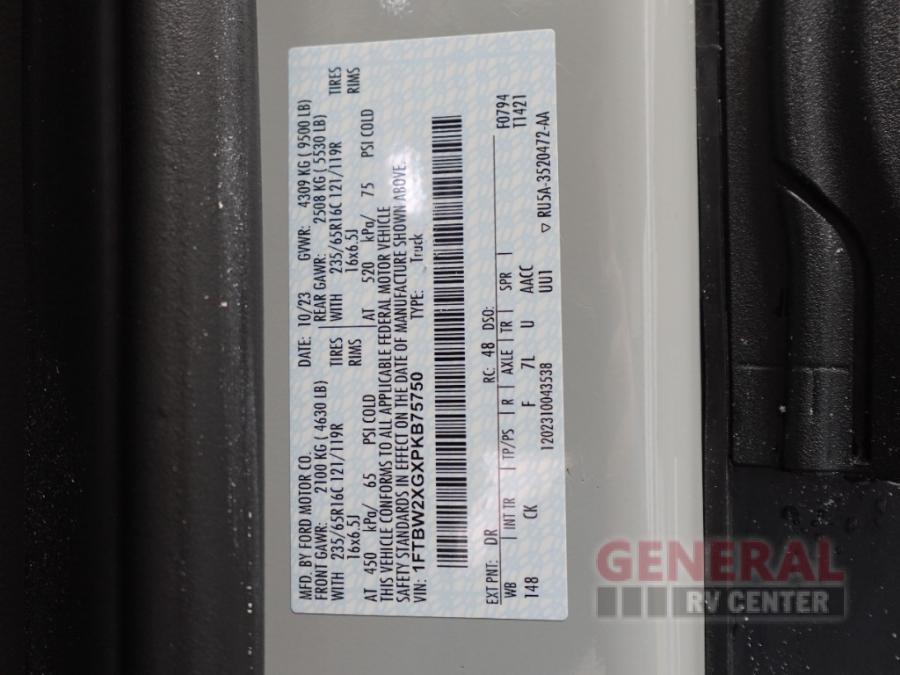 MFD. BY FORD MOTOR CO.
DATE: 10/23 GVWR: 4309 KG ( 9500 LB)
FRONT GAWR: 2100 KG ( 4630 LB)
REAR GAWR: 2508 KG ( 5530 LB)
WITH 235/65R16C 121/119R TIRES
WITH 235/65R16C 121/119R TIRES
16x6.5J RIMS
16x6.5J RIMS
AT 450 kPa/ 65 PSI COLD
AT 520 kPa/ 75 PSI COLD
THIS VEHICLE CONFORMS TO ALL APPLICABLE FEDERAL MOTOR VEHICLE
SAFETY STANDARDS IN EFFECT ON THE DATE OF MANUFACTURE SHOWN ABOVE.
VIN: 1FTBW2XGXPKB75750 TYPE: Truck
EXT PNT: DR RC: 48 DSO: F0794
WB | INT TR | TP/PS | R | AXLE | TR | SPR | T1421
148 CK F 7L U AACC
UU1
1202310043538 ▽ RU5A-3520472-AA
GENERAL
RV CENTER